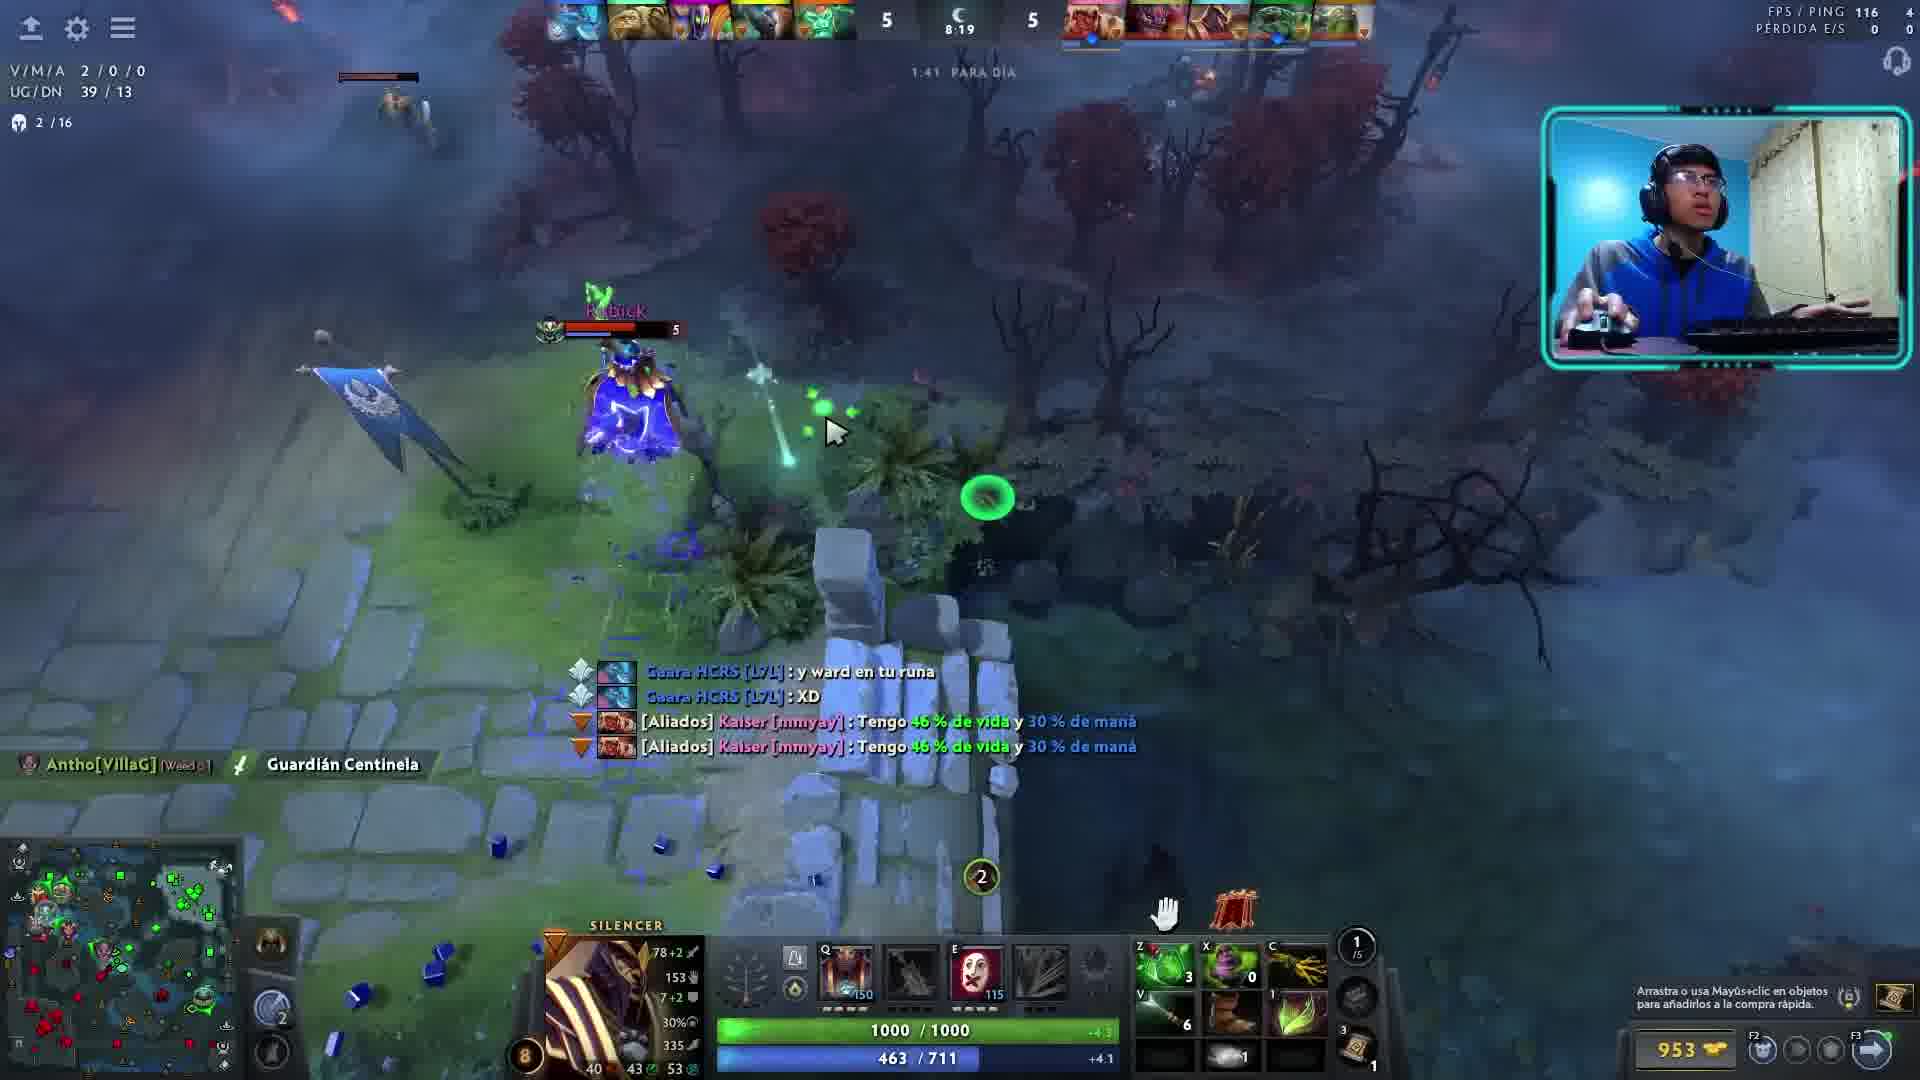 5 8:19 5
1:41 PARA DÍA
FPS / PING 116 4
PÉRDIDA E/S 0 0
V/M/A 2 / 0 / 0
UG/DN 39 / 13
2 / 16
Rubick
5
Gaara HCRS [L7L] : y ward en tu runa
Gaara HCRS [L7L] : XD
[Aliados] Kaiser [mmyay] : Tengo 46 % de vida y 30 % de maná
[Aliados] Kaiser [mmyay] : Tengo 46 % de vida y 30 % de maná
Antho[VillaG] Guardián Centinela
2
SILENCER
78 +2
153
7 +2
30%
335
40 43 53
8
2
Q 150
E 115
1000 / 1000 +4.3
463 / 711 +4.1
Z 3 X 0 C
V 6 1
1
1 /5
3 1
Arrastra o usa Mayús+clic en objetos
para añadirlos a la compra rápida.
953 F2 F3